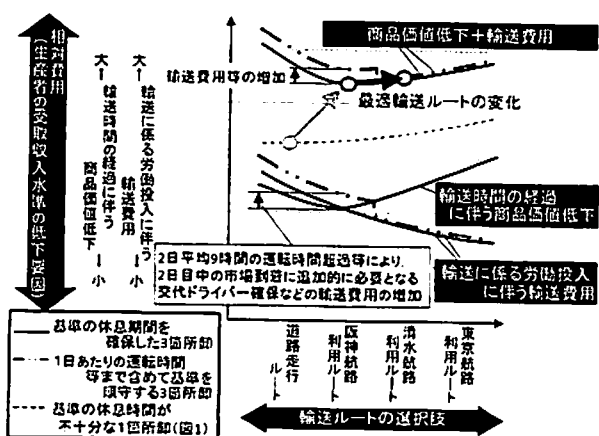 相対費用
(生産者の受取収入水準の低下要因)
大←輸送時間の経過に伴う→小
商品価値低下
大←輸送に係る労働投入に伴う→小
輸送費用
商品価値低下＋輸送費用
輸送費用等の増加
最適輸送ルートの変化
輸送時間の経過
に伴う商品価値低下
2日平均9時間の運転時間超過等により、
2日目中の市場到着に追加的に必要となる
交代ドライバー確保などの輸送費用の増加
輸送に係る労働投入
に伴う輸送費用
基準の休息期間を
確保した3箇所卸
1日あたりの運転時間
等まで含めて基準を
順守する3箇所卸
基準の休息時間が
不十分な1箇所卸(図1)
道路走行
ルート
阪神航路
利用ルート
清水航路
利用ルート
東京航路
利用ルート
輸送ルートの選択肢